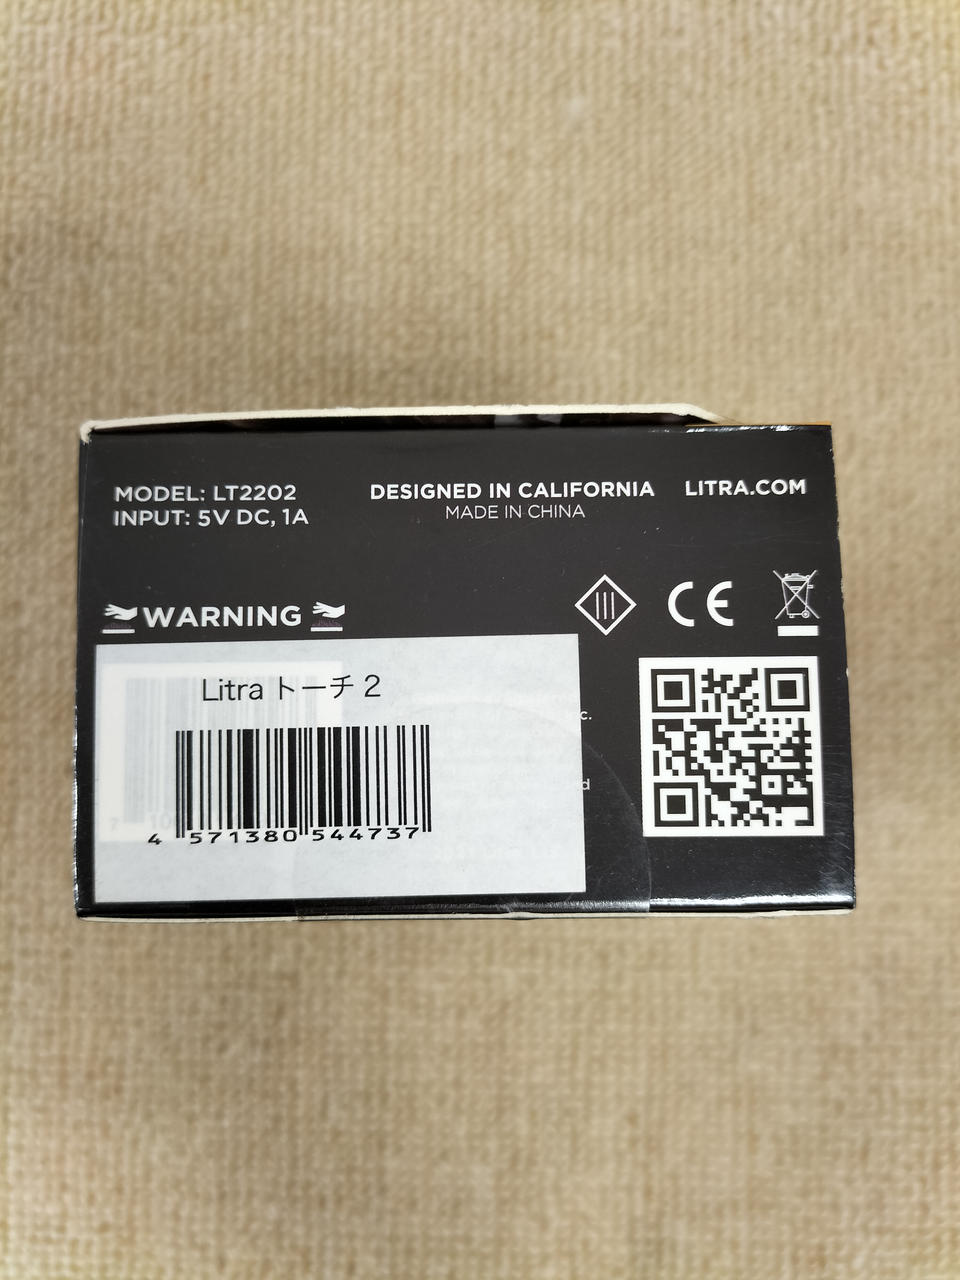 MODEL: LT2202
INPUT: 5V DC, 1A
DESIGNED IN CALIFORNIA
MADE IN CHINA
LITRA.COM
WARNING
CE
Litra トーチ 2
4 571380 544737